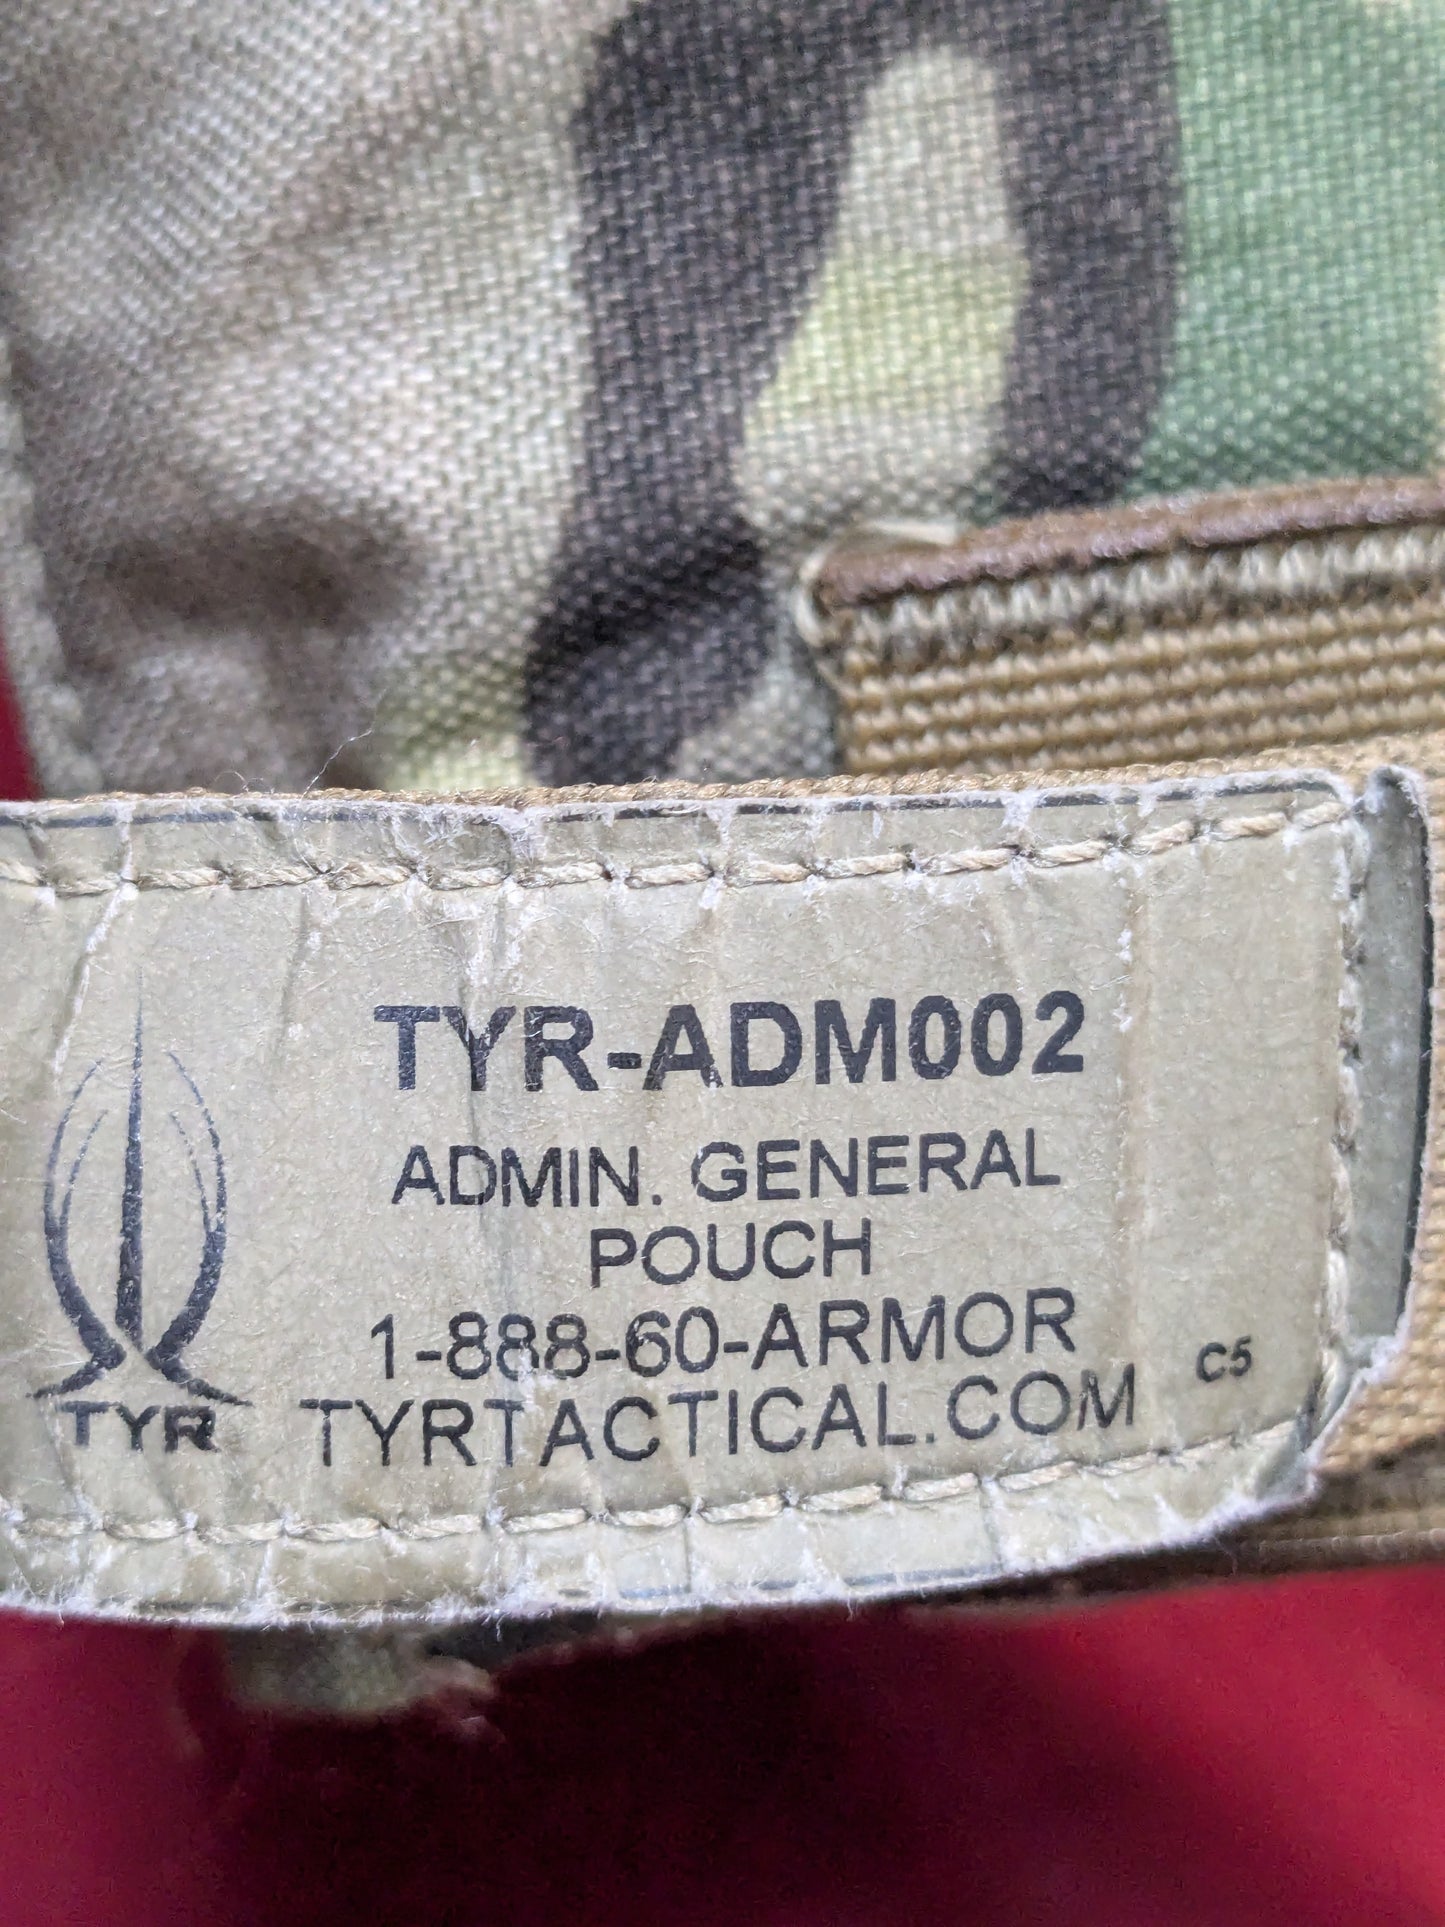 TYR-ADM002
ADMIN. GENERAL
POUCH
1-888-60-ARMOR
TYRTACTICAL.COM
C5
TYR